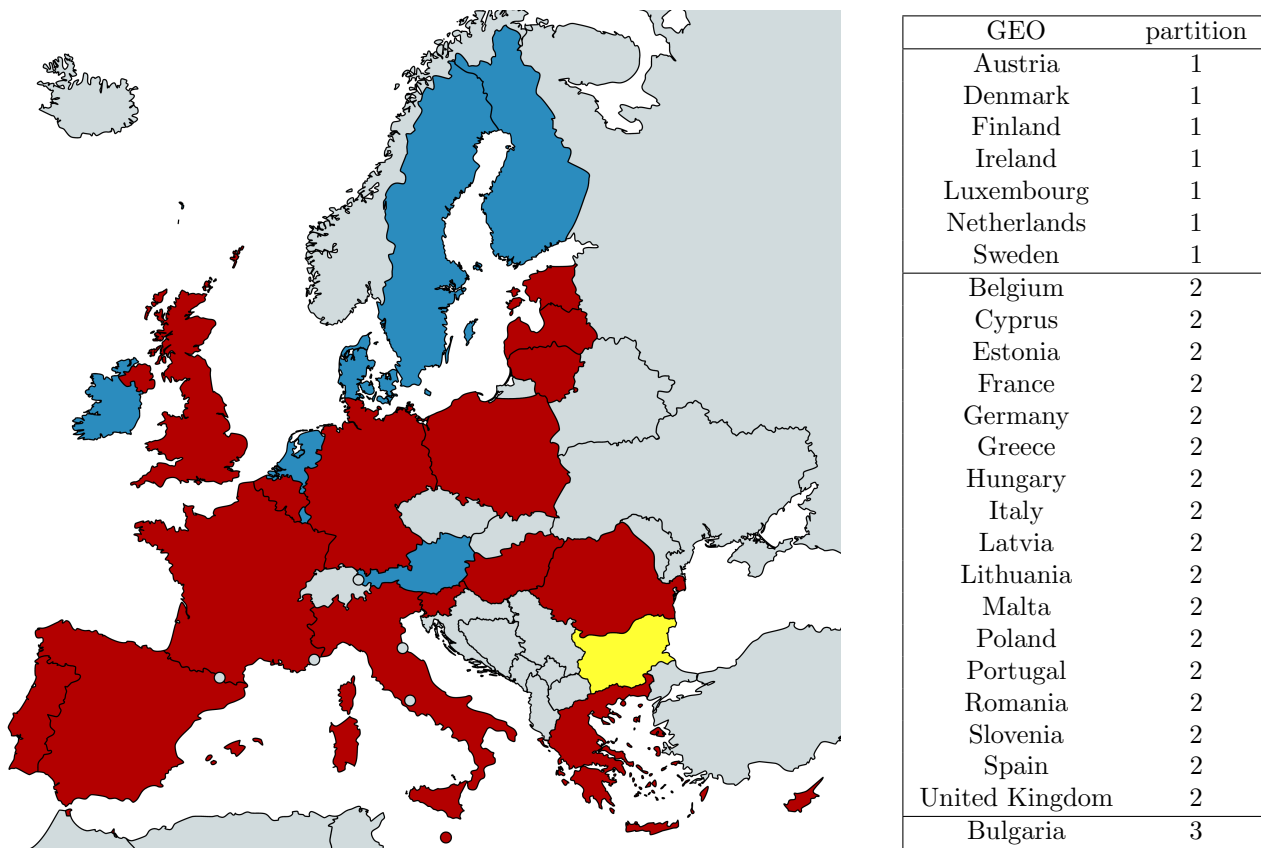 GEO partition
Austria 1
Denmark 1
Finland 1
Ireland 1
Luxembourg 1
Netherlands 1
Sweden 1
Belgium 2
Cyprus 2
Estonia 2
France 2
Germany 2
Greece 2
Hungary 2
Italy 2
Latvia 2
Lithuania 2
Malta 2
Poland 2
Portugal 2
Romania 2
Slovenia 2
Spain 2
United Kingdom 2
Bulgaria 3